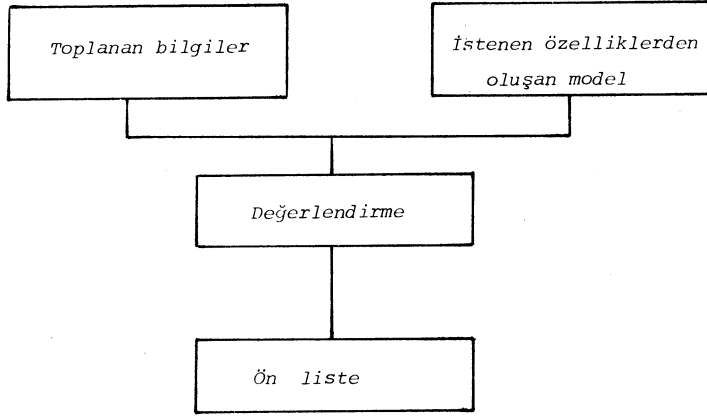 Toplanan bilgiler
İstenen özelliklerden
oluşan model
Değerlendirme
Ön liste